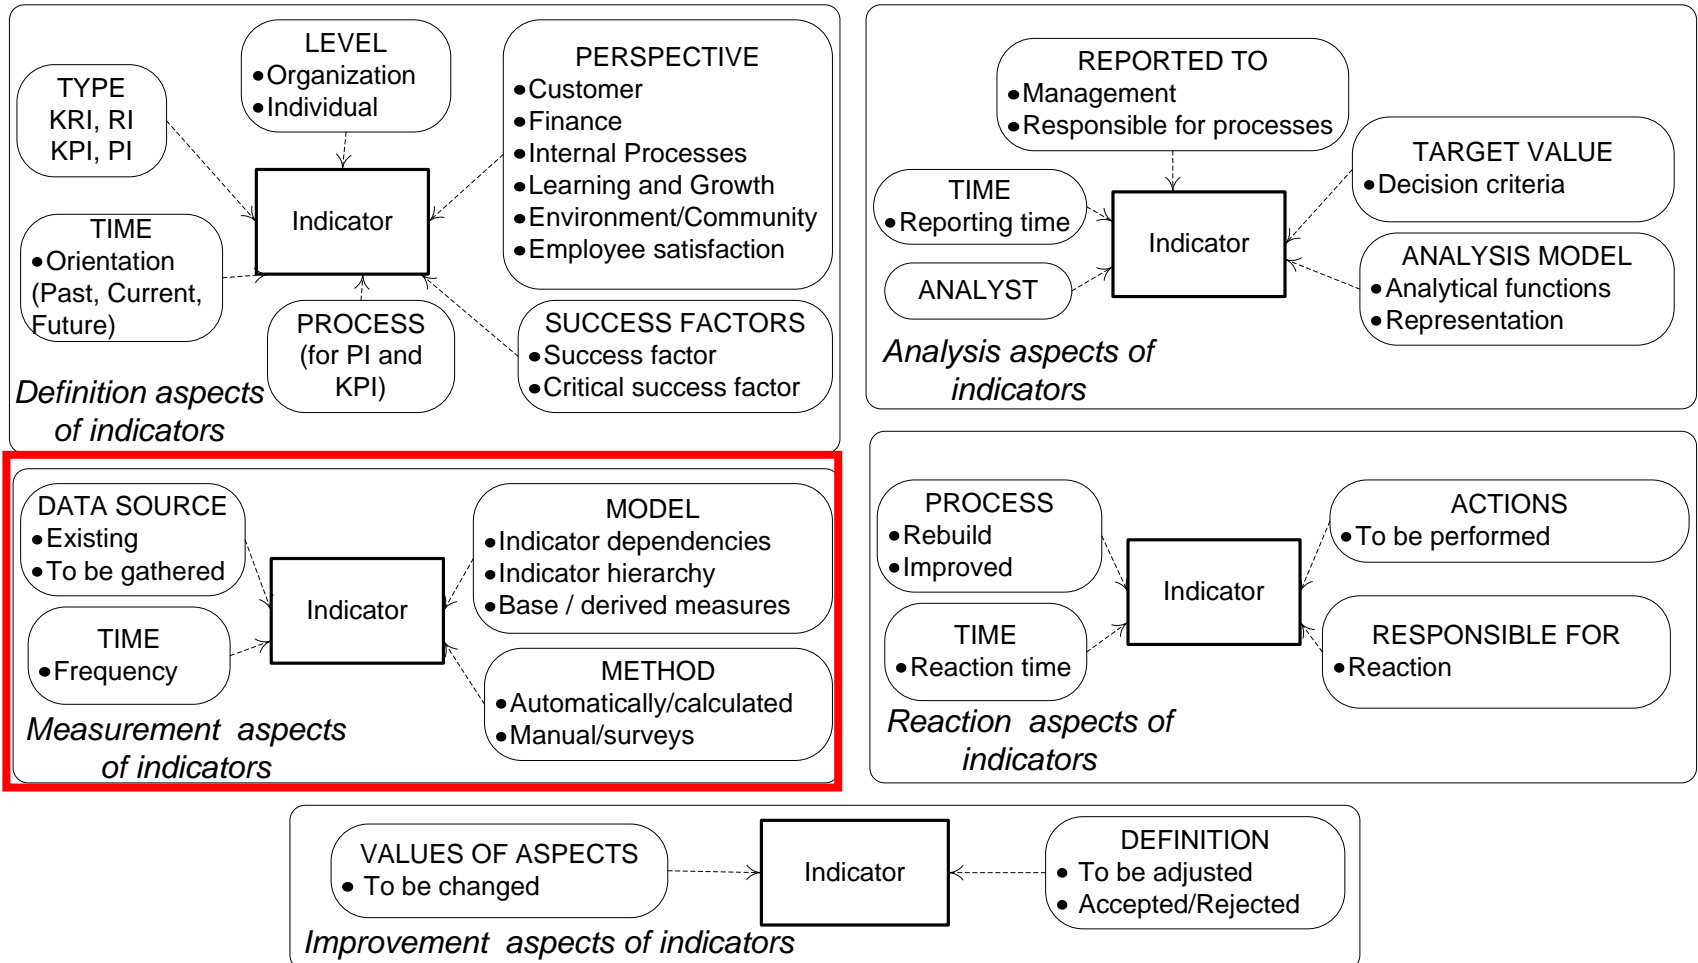 LEVEL
•Organization
•Individual
TYPE
KRI, RI
KPI, PI
PERSPECTIVE
•Customer
•Finance
•Internal Processes
•Learning and Growth
•Environment/Community
•Employee satisfaction
Indicator
TIME
•Orientation
(Past, Current,
Future)
PROCESS
(for PI and
KPI)
SUCCESS FACTORS
•Success factor
•Critical success factor
Definition aspects
of indicators
REPORTED TO
•Management
•Responsible for processes
TIME
•Reporting time
TARGET VALUE
•Decision criteria
Indicator
ANALYST
ANALYSIS MODEL
•Analytical functions
•Representation
Analysis aspects of
indicators
DATA SOURCE
•Existing
•To be gathered
MODEL
•Indicator dependencies
•Indicator hierarchy
•Base / derived measures
Indicator
TIME
•Frequency
METHOD
•Automatically/calculated
•Manual/surveys
Measurement aspects
of indicators
PROCESS
•Rebuild
•Improved
ACTIONS
•To be performed
Indicator
TIME
•Reaction time
RESPONSIBLE FOR
•Reaction
Reaction aspects of
indicators
VALUES OF ASPECTS
• To be changed
Indicator
DEFINITION
• To be adjusted
• Accepted/Rejected
Improvement aspects of indicators